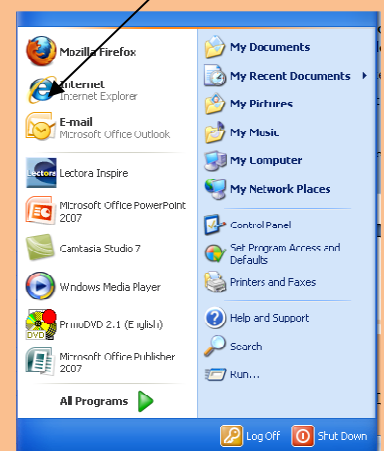 Mozilla Firefox
Internet
Internet Explorer
E-mail
Microsoft Office Outlook
Lectora
Lectora Inspire
Microsoft Office PowerPoint
2007
Camtasia Studio 7
Windows Media Player
DVD
PrimoDVD 2.1 (English)
Microsoft Office Publisher
2007
All Programs
My Documents
My Recent Documents
My Pictures
My Music
My Computer
My Network Places
Control Panel
Set Program Access and
Defaults
Printers and Faxes
Help and Support
Search
Run...
Log Off
Shut Down